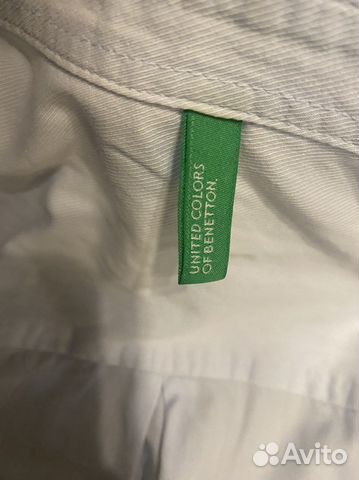 UNITED COLORS
OF BENETTON.
Avito